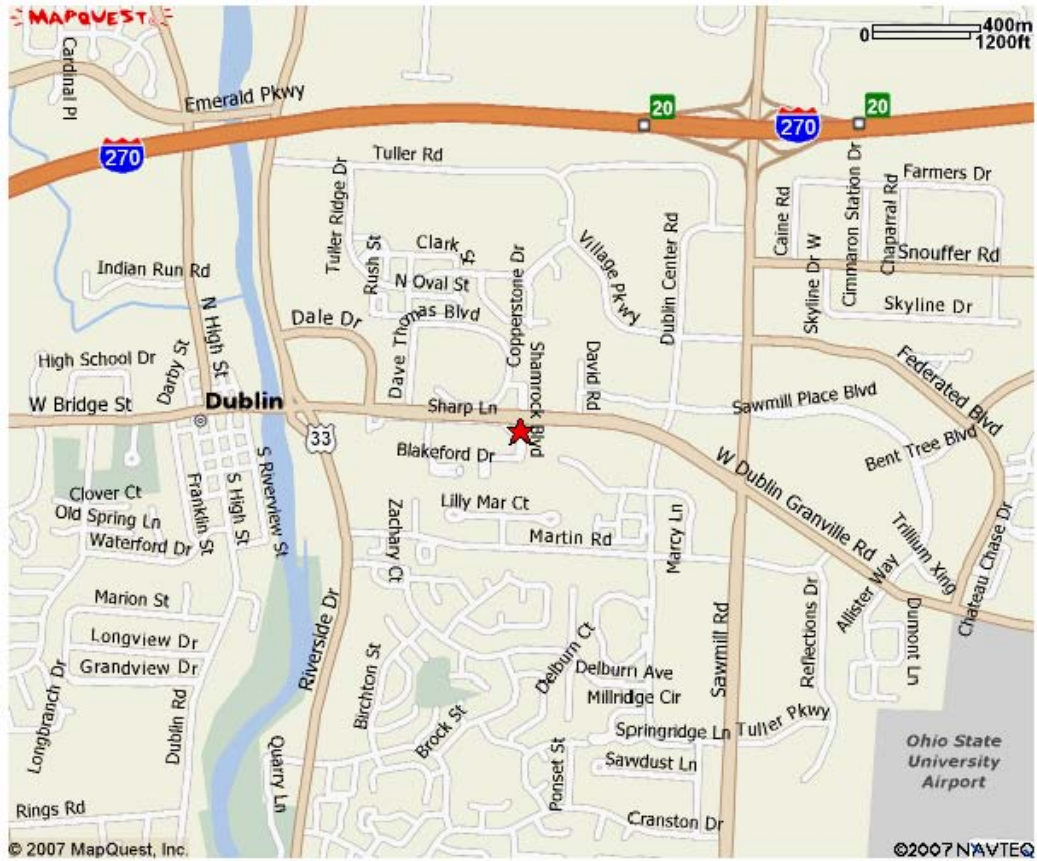 MAPQUEST
400m
0
1200ft
Cardinal Pl
Emerald Pkwy
20
20
270
270
Tuller Rd
Farmers Dr
Tuller Ridge Dr
Caine Rd
Cimmaron Station Dr
Chaparral Rd
Dublin Center Rd
Clark St
Rush St
Village Pkwy
Snouffer Rd
Indian Run Rd
N Oval St
Copperstone Dr
Skyline Dr W
Skyline Dr
N High St
Dale Dr
Dave Thomas Blvd
High School Dr
Darby St
Shamrock Blvd
David Rd
Federated Blvd
W Bridge St
Dublin
Sharp Ln
Sawmill Place Blvd
33
Blakeford Dr
Bent Tree Blvd
W Dublin Granville Rd
Clover Ct
Franklin St
S High St
S Riverview St
Lilly Mar Ct
Old Spring Ln
Zachary Ct
Waterford Dr
Martin Rd
Marcy Ln
Trillium Xing
Chateau Chase Dr
Allister Way
Marion St
Reflections Dr
Dumont Ln
Longview Dr
Riverside Dr
Sawmill Rd
Grandview Dr
Birchton St
Delburn Ct
Delburn Ave
Millridge Cir
Longbranch Dr
Dublin Rd
Brock St
Springridge Ln
Tuller Pkwy
Quarry Ln
Ponset St
Sawdust Ln
Ohio State
University
Airport
Rings Rd
Cranston Dr
© 2007 MapQuest, Inc.
©2007 NAVTEQ